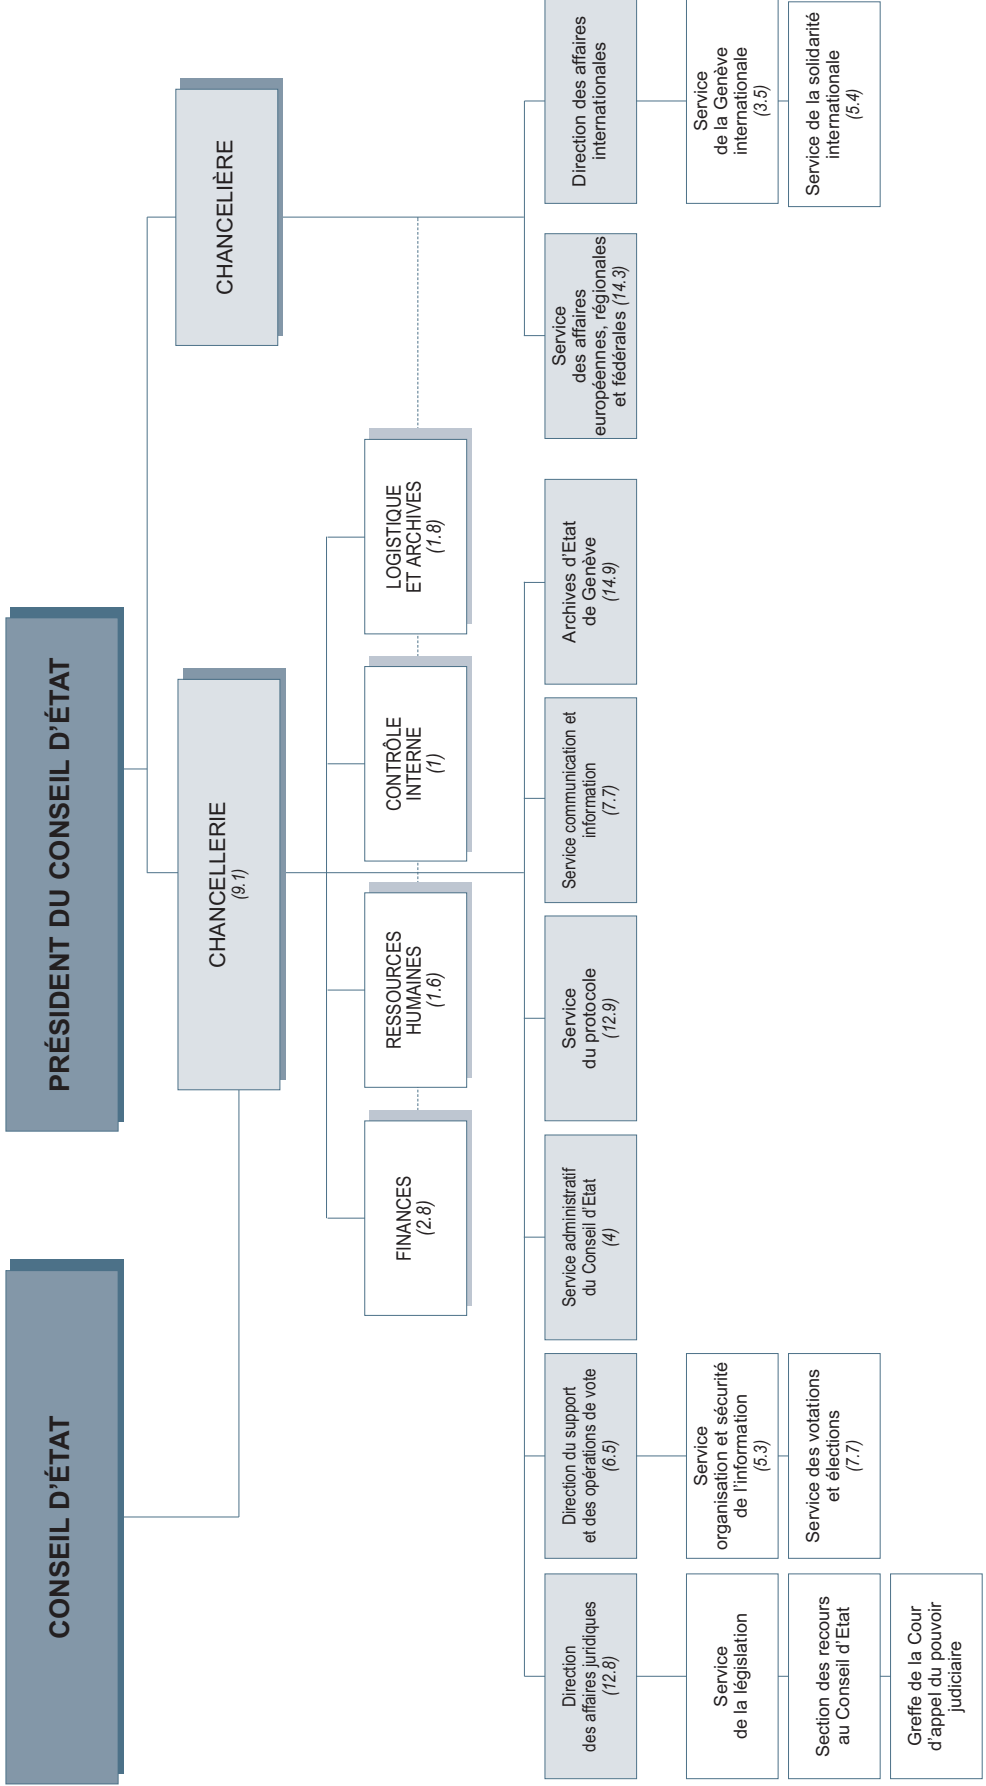 CONSEIL D'ÉTAT
PRÉSIDENT DU CONSEIL D'ÉTAT
CHANCELLERIE
(9.1)
CHANCELIÈRE
FINANCES
(2.8)
RESSOURCES
HUMAINES
(1.6)
CONTRÔLE
INTERNE
(1)
LOGISTIQUE
ET ARCHIVES
(1.8)
Direction
des affaires juridiques
(12.8)
Direction du support
et des opérations de vote
(6.5)
Service administratif
du Conseil d'Etat
(4)
Service
du protocole
(12.9)
Service communication et
information
(7.7)
Archives d'Etat
de Genève
(14.9)
Service
des affaires
européennes, régionales
et fédérales (14.3)
Direction des affaires
internationales
Service
de la législation
Service
organisation et sécurité
de l'information
(5.3)
Service
de la Genève
internationale
(3.5)
Section des recours
au Conseil d'Etat
Service des votations
et élections
(7.7)
Service de la solidarité
internationale
(5.4)
Greffe de la Cour
d'appel du pouvoir
judiciaire